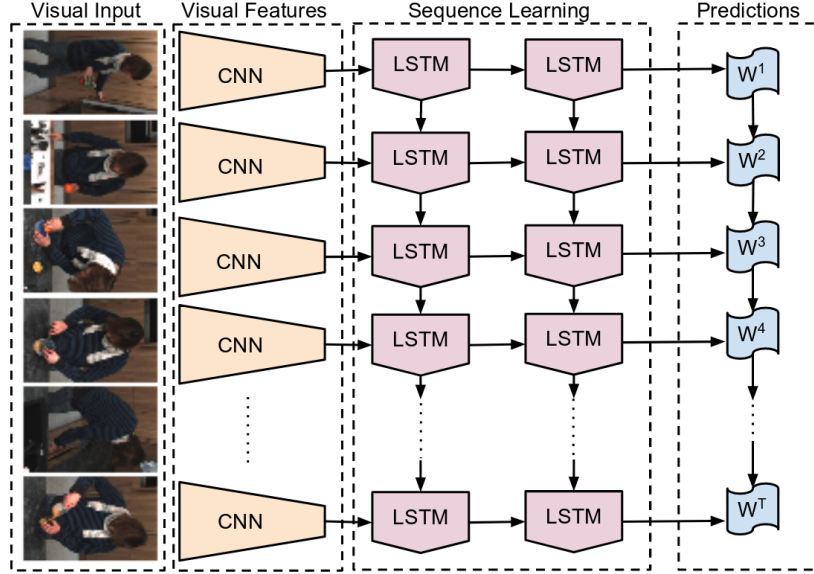 Visual Input Visual Features Sequence Learning Predictions
CNN LSTM LSTM W¹
CNN LSTM LSTM W²
CNN LSTM LSTM W³
CNN LSTM LSTM W⁴
CNN LSTM LSTM Wᵀ